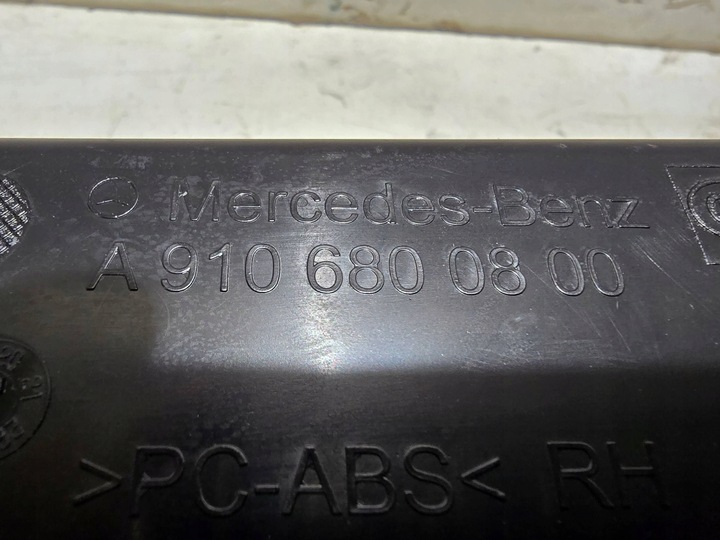 Mercedes-Benz
A 910 680 08 00
>PC-ABS< RH